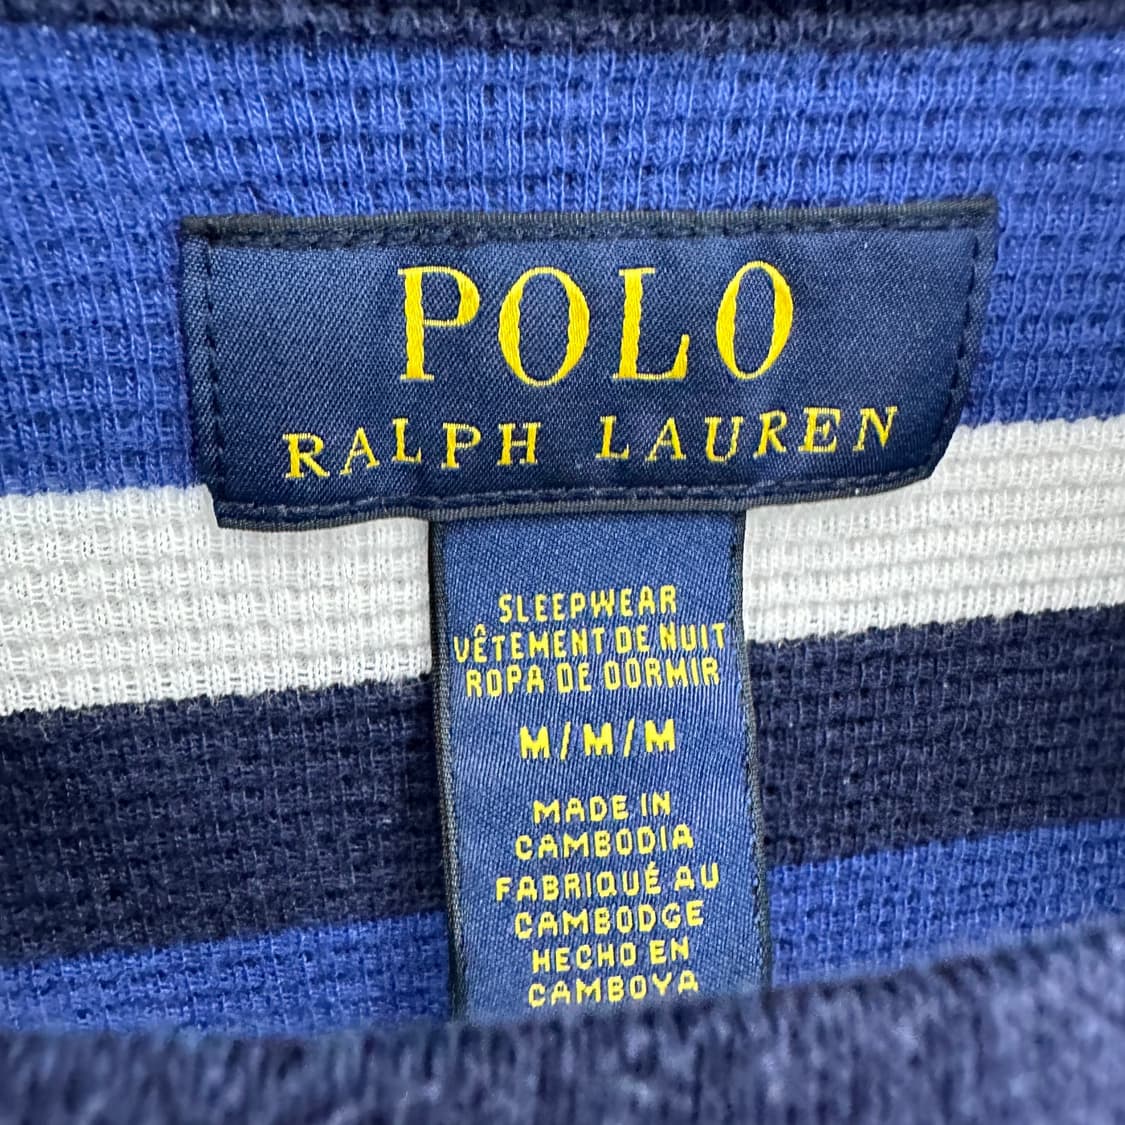 POLO
RALPH LAUREN
SLEEPWEAR
VÊTEMENT DE NUIT
ROPA DE DORMIR
M/M/M
MADE IN
CAMBODIA
FABRIQUÉ AU
CAMBODGE
HECHO EN
CAMBOYA